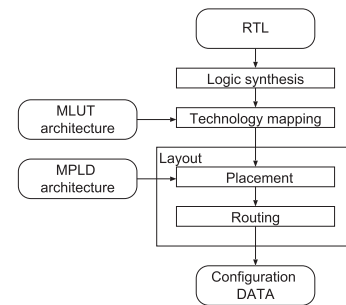 RTL
Logic synthesis
MLUT
architecture
Technology mapping
Layout
MPLD
architecture
Placement
Routing
Configuration
DATA